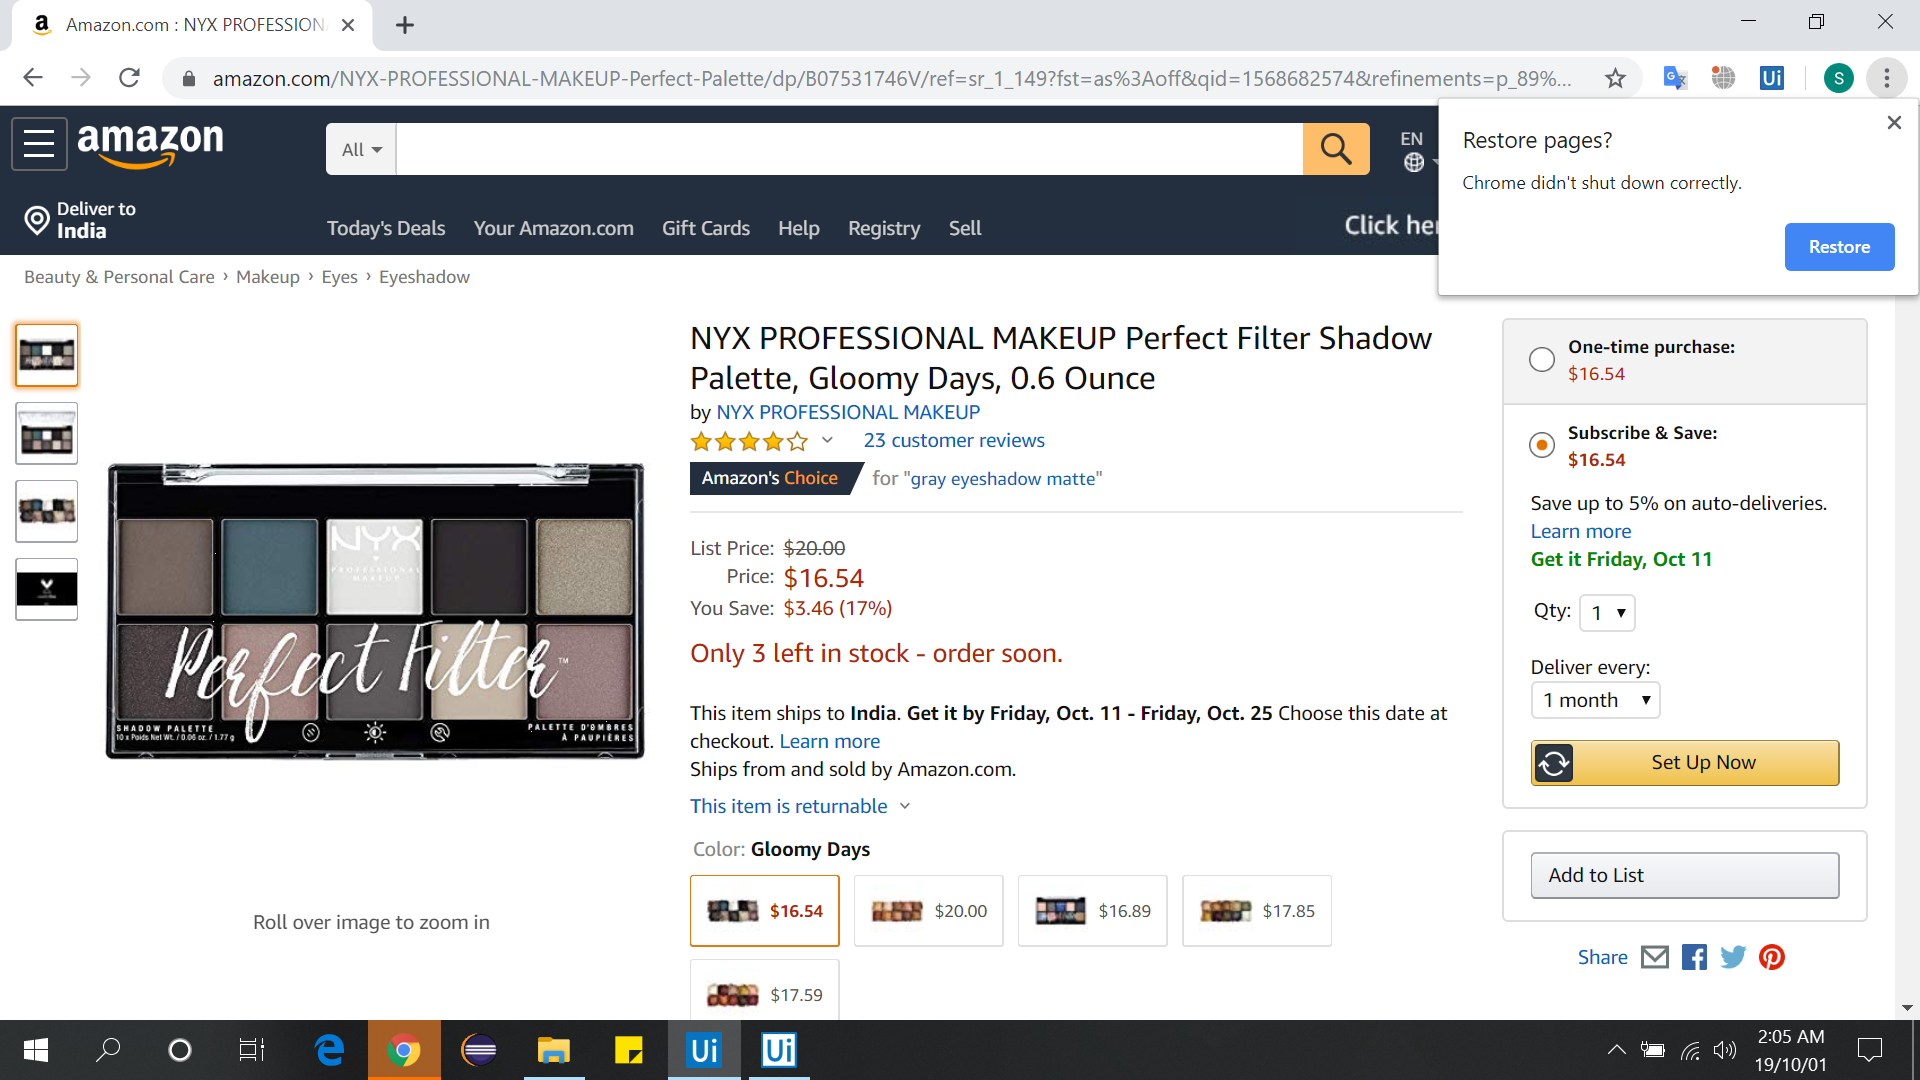 Amazon.com : NYX PROFESSION
amazon.com/NYX-PROFESSIONAL-MAKEUP-Perfect-Palette/dp/B07531746V/ref=sr_1_149?fst=as%3Aoff&qid=1568682574&refinements=p_89%...
S
Restore pages?
Chrome didn't shut down correctly.
Restore
amazon
All
EN
Deliver to
India
Today's Deals Your Amazon.com Gift Cards Help Registry Sell
Click her
Beauty & Personal Care › Makeup › Eyes › Eyeshadow
NYX PROFESSIONAL MAKEUP Perfect Filter Shadow
Palette, Gloomy Days, 0.6 Ounce
by NYX PROFESSIONAL MAKEUP
23 customer reviews
Amazon's Choice for "gray eyeshadow matte"
List Price: $20.00
Price: $16.54
You Save: $3.46 (17%)
Only 3 left in stock - order soon.
This item ships to India. Get it by Friday, Oct. 11 - Friday, Oct. 25 Choose this date at
checkout. Learn more
Ships from and sold by Amazon.com.
This item is returnable
Color: Gloomy Days
$16.54
$20.00
$16.89
$17.85
$17.59
NYX
PROFESSIONAL
MAKEUP
Perfect Filter™
SHADOW PALETTE
10 x Poids Net WT. / 0.06 oz. / 1.77 g
PALETTE D'OMBRES
À PAUPIÈRES
Roll over image to zoom in
One-time purchase:
$16.54
Subscribe & Save:
$16.54
Save up to 5% on auto-deliveries.
Learn more
Get it Friday, Oct 11
Qty: 1
Deliver every:
1 month
Set Up Now
Add to List
Share
Ui
Ui
Ui
2:05 AM
19/10/01